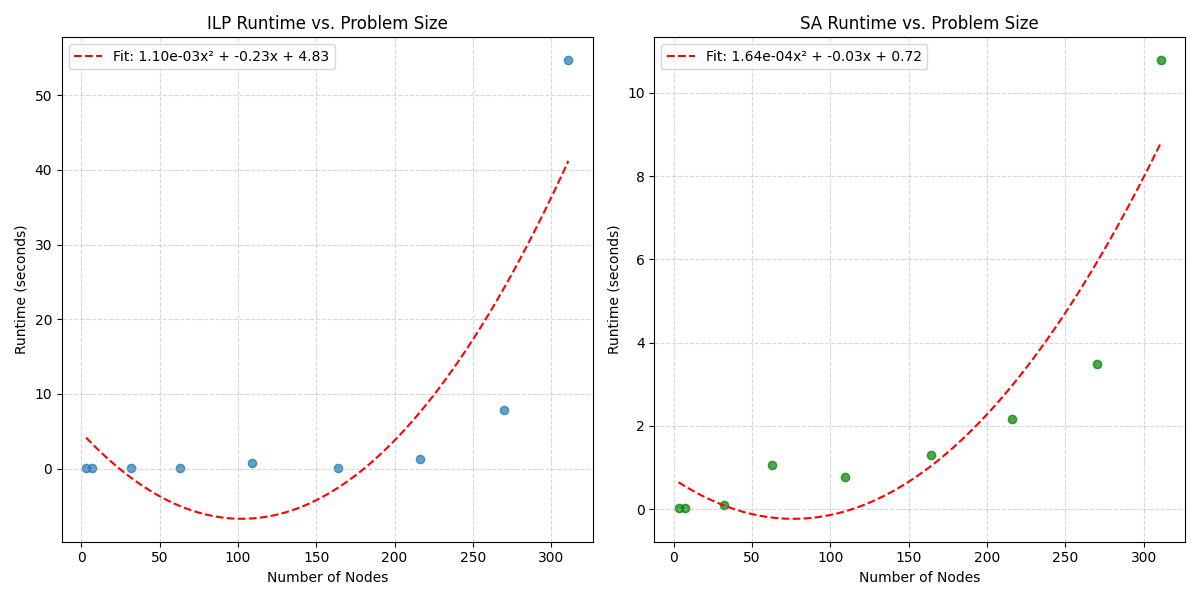 ILP Runtime vs. Problem Size
Fit: 1.10e-03x² + -0.23x + 4.83
50
40
30
20
10
0
Runtime (seconds)
0 50 100 150 200 250 300
Number of Nodes
SA Runtime vs. Problem Size
Fit: 1.64e-04x² + -0.03x + 0.72
10
8
6
4
2
0
Runtime (seconds)
0 50 100 150 200 250 300
Number of Nodes